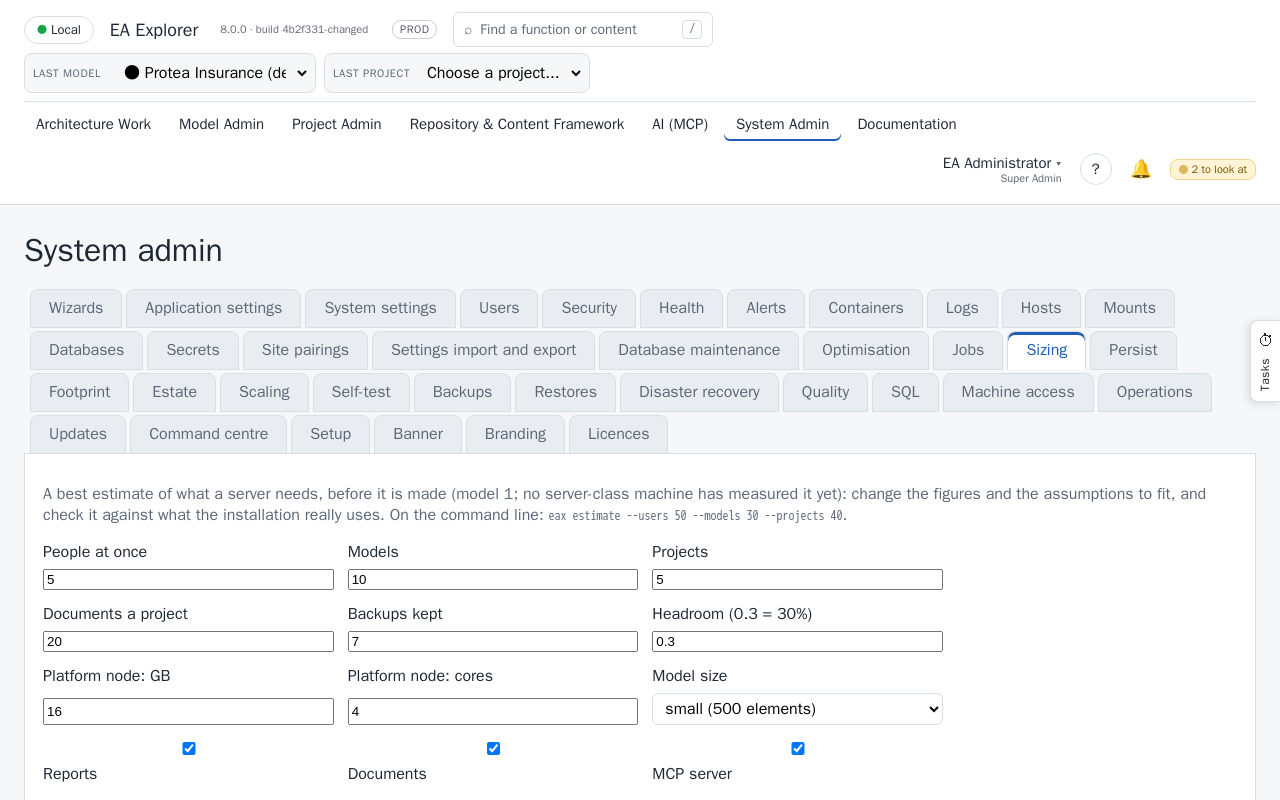 Local EA Explorer 8.0.0 · build 4b2f331-changed PROD Find a function or content /
LAST MODEL Protea Insurance (de LAST PROJECT Choose a project...
Architecture Work Model Admin Project Admin Repository & Content Framework AI (MCP) System Admin Documentation
EA Administrator ? 2 to look at
Super Admin
System admin
Wizards Application settings System settings Users Security Health Alerts Containers Logs Hosts Mounts
Tasks
Databases Secrets Site pairings Settings import and export Database maintenance Optimisation Jobs Sizing Persist
Footprint Estate Scaling Self-test Backups Restores Disaster recovery Quality SQL Machine access Operations
Updates Command centre Setup Banner Branding Licences
A best estimate of what a server needs, before it is made (model 1; no server-class machine has measured it yet): change the figures and the assumptions to fit, and
check it against what the installation really uses. On the command line: eax estimate --users 50 --models 30 --projects 40.
People at once Models Projects
5 10 5
Documents a project Backups kept Headroom (0.3 = 30%)
20 7 0.3
Platform node: GB Platform node: cores Model size
16 4 small (500 elements)
Reports Documents MCP server